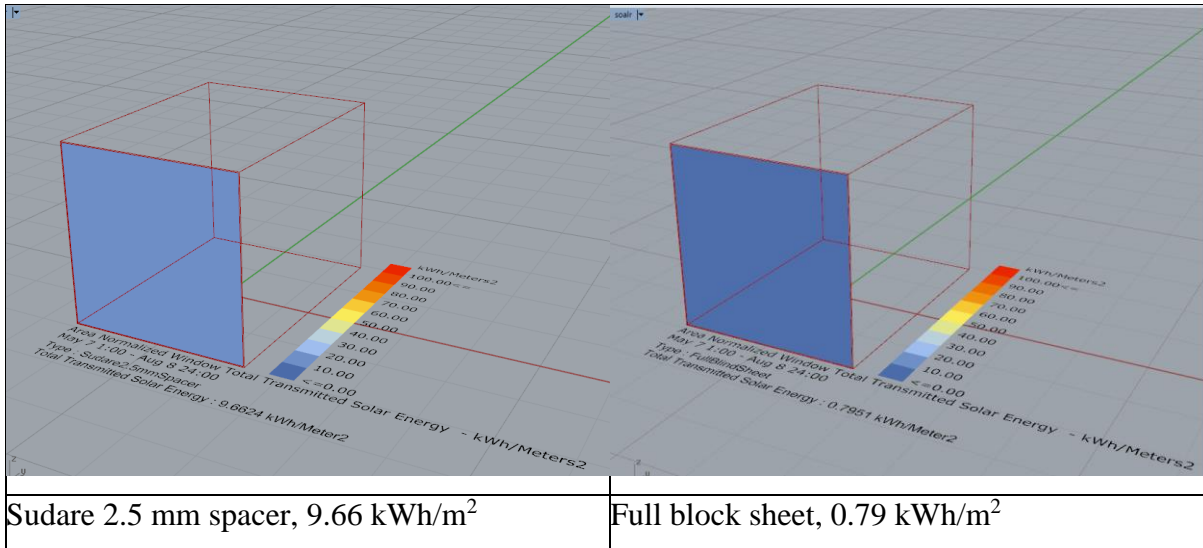 kWh/Meters2
100.00<=
90.00
80.00
70.00
60.00
50.00
40.00
30.00
20.00
10.00
<=0.00
Area Normalized Window Total Transmitted Solar Energy - kWh/Meters2
May 7 1:00 - Aug 8 24:00
Type : Sudare2.5mmSpacer
Total Transmitted Solar Energy : 9.6624 kWh/Meter2
z
y
Sudare 2.5 mm spacer, 9.66 kWh/m²
soalr
kWh/Meters2
100.00<=
90.00
80.00
70.00
60.00
50.00
40.00
30.00
20.00
10.00
<=0.00
Area Normalized Window Total Transmitted Solar Energy - kWh/Meters2
May 7 1:00 - Aug 8 24:00
Type : FullBlindSheet
Total Transmitted Solar Energy : 0.7951 kWh/Meter2
z
Full block sheet, 0.79 kWh/m²